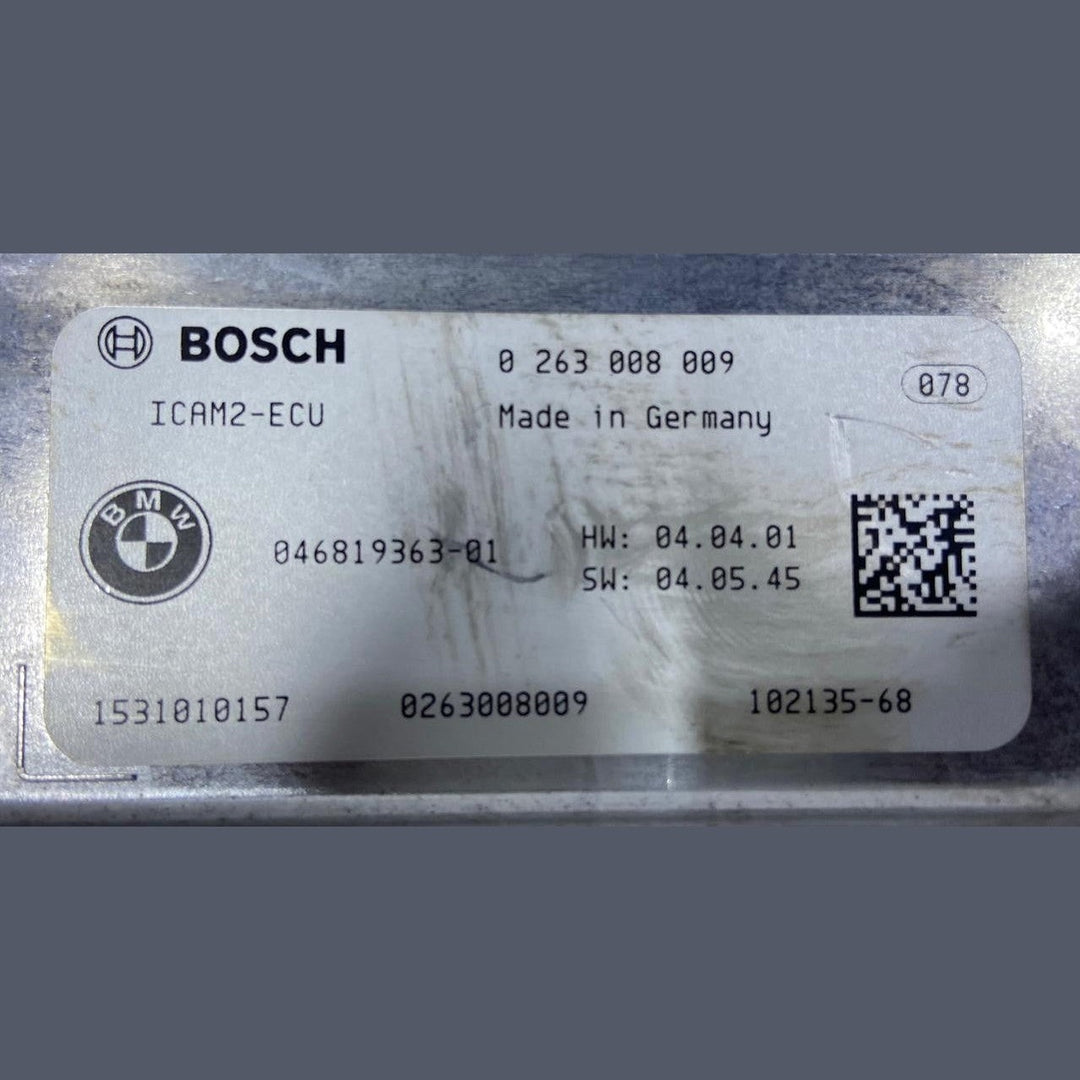 BOSCH
0 263 008 009
078
ICAM2-ECU
Made in Germany
BMW
046819363-01
HW: 04.04.01
SW: 04.05.45
1531010157
0263008009
102135-68